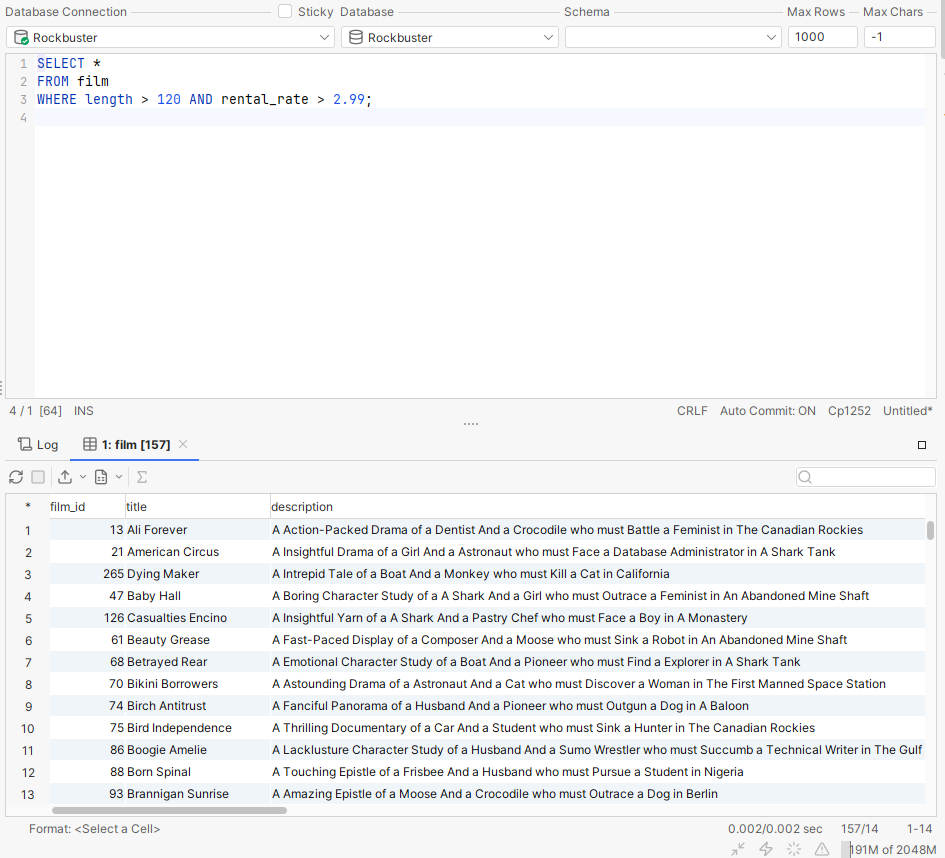 Database Connection Sticky Database Schema Max Rows Max Chars
Rockbuster Rockbuster 1000 -1
1 SELECT *
2 FROM film
3 WHERE length > 120 AND rental_rate > 2.99;
4
4 / 1 [64] INS CRLF Auto Commit: ON Cp1252 Untitled*
Log 1: film [157]
* film_id title description
1 13 Ali Forever A Action-Packed Drama of a Dentist And a Crocodile who must Battle a Feminist in The Canadian Rockies
2 21 American Circus A Insightful Drama of a Girl And a Astronaut who must Face a Database Administrator in A Shark Tank
3 265 Dying Maker A Intrepid Tale of a Boat And a Monkey who must Kill a Cat in California
4 47 Baby Hall A Boring Character Study of a A Shark And a Girl who must Outrace a Feminist in An Abandoned Mine Shaft
5 126 Casualties Encino A Insightful Yarn of a A Shark And a Pastry Chef who must Face a Boy in A Monastery
6 61 Beauty Grease A Fast-Paced Display of a Composer And a Moose who must Sink a Robot in An Abandoned Mine Shaft
7 68 Betrayed Rear A Emotional Character Study of a Boat And a Pioneer who must Find a Explorer in A Shark Tank
8 70 Bikini Borrowers A Astounding Drama of a Astronaut And a Cat who must Discover a Woman in The First Manned Space Station
9 74 Birch Antitrust A Fanciful Panorama of a Husband And a Pioneer who must Outgun a Dog in A Baloon
10 75 Bird Independence A Thrilling Documentary of a Car And a Student who must Sink a Hunter in The Canadian Rockies
11 86 Boogie Amelie A Lacklusture Character Study of a Husband And a Sumo Wrestler who must Succumb a Technical Writer in The Gulf
12 88 Born Spinal A Touching Epistle of a Frisbee And a Husband who must Pursue a Student in Nigeria
13 93 Brannigan Sunrise A Amazing Epistle of a Moose And a Crocodile who must Outrace a Dog in Berlin
Format: <Select a Cell> 0.002/0.002 sec 157/14 1-14
191M of 2048M